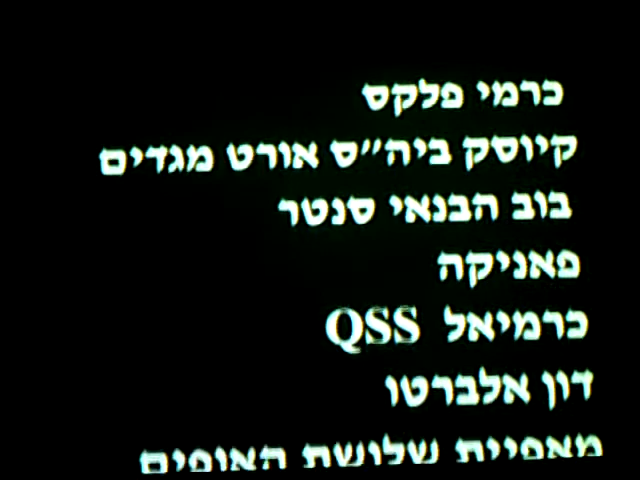 כרמי פלקס
קיוסק ביה״ס אורט מגדים
בוב הבנאי סנטר
פאניקה
כרמיאל QSS
דון אלברטו
מאפיית שלושת האופים